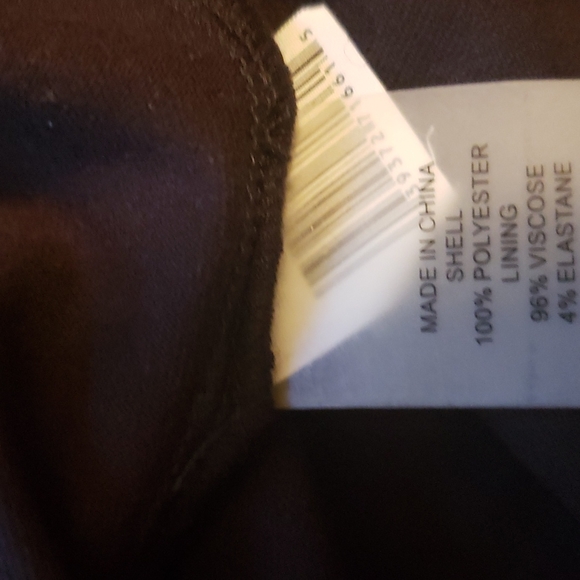 MADE IN CHINA
SHELL
100% POLYESTER
LINING
96% VISCOSE
4% ELASTANE